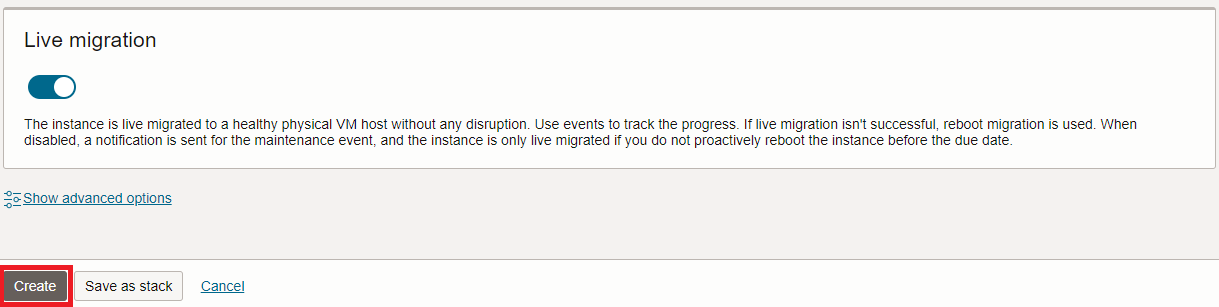 Live migration
The instance is live migrated to a healthy physical VM host without any disruption. Use events to track the progress. If live migration isn't successful, reboot migration is used. When
disabled, a notification is sent for the maintenance event, and the instance is only live migrated if you do not proactively reboot the instance before the due date.
Show advanced options
Create Save as stack Cancel